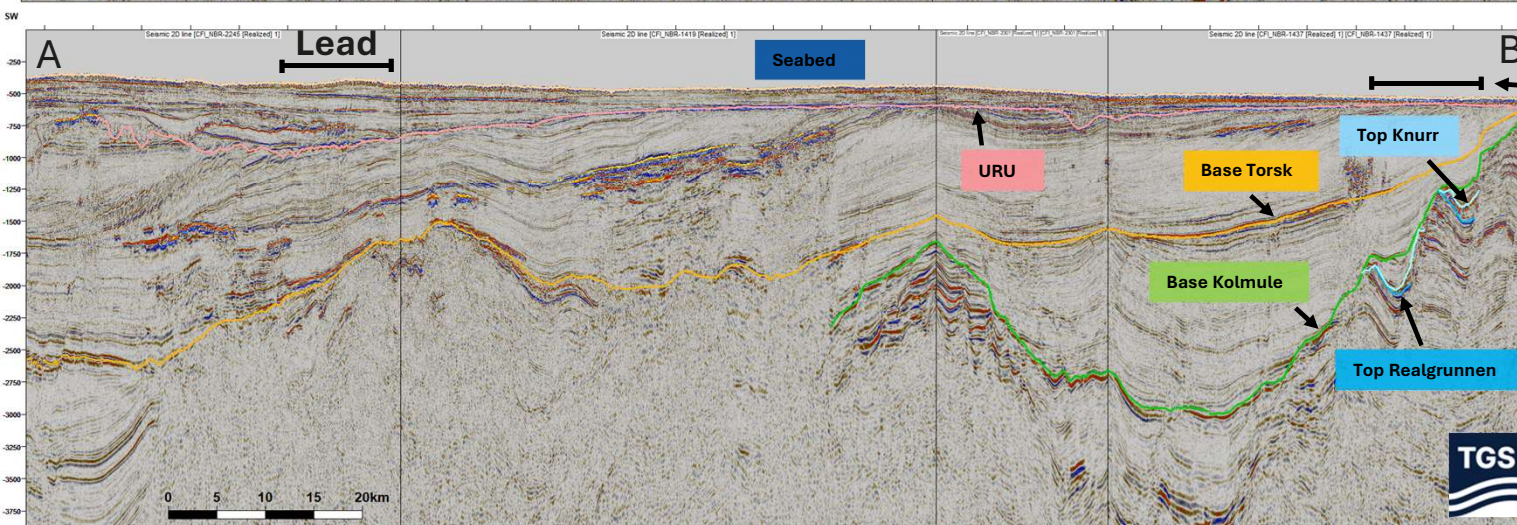 SW
Seismic 2D line [CFI_NBR-2245 [Realized] 1]
Seismic 2D line [CFI_NBR-1419 [Realized] 1]
Seismic 2D line [CFI_NBR-1437 [Realized] 1] [CFI_NBR-1437 [Realized] 1]
A
Lead
Seabed
B
Top Knurr
URU
Base Torsk
Base Kolmule
Top Realgrunnen
-250
-500
-750
-1000
-1250
-1500
-1750
-2000
-2250
-2500
-2750
-3000
-3250
-3500
-3750
0 5 10 15 20km
TGS